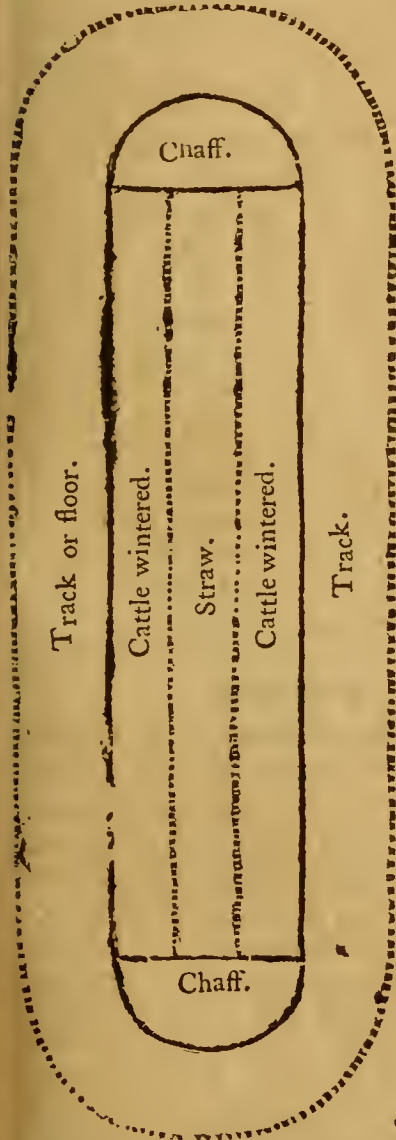 Chaff.
Track or floor.
Cattle wintered.
Straw.
Cattle wintered.
Track.
Chaff.